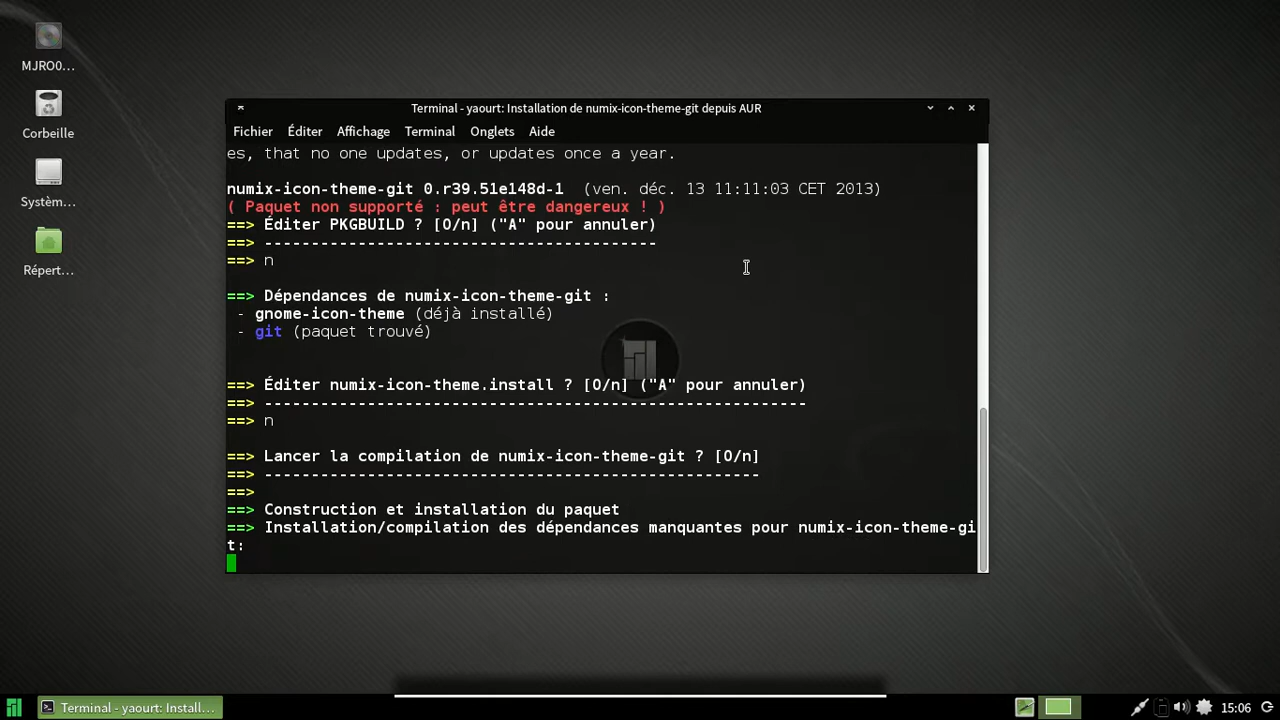 MJRO0...
Corbeille
Systèm...
Répert...
Terminal - yaourt: Installation de numix-icon-theme-git depuis AUR
Fichier Éditer Affichage Terminal Onglets Aide
es, that no one updates, or updates once a year.
numix-icon-theme-git 0.r39.51e148d-1 (ven. déc. 13 11:11:03 CET 2013)
( Paquet non supporté : peut être dangereux ! )
==> Éditer PKGBUILD ? [O/n] ("A" pour annuler)
==> ------------------------------------------
==> n
==> Dépendances de numix-icon-theme-git :
- gnome-icon-theme (déjà installé)
- git (paquet trouvé)
==> Éditer numix-icon-theme.install ? [O/n] ("A" pour annuler)
==> ----------------------------------------------------------
==> n
==> Lancer la compilation de numix-icon-theme-git ? [O/n]
==> -----------------------------------------------------
==>
==> Construction et installation du paquet
==> Installation/compilation des dépendances manquantes pour numix-icon-theme-gi
t:
Terminal - yaourt: Install...
15:06